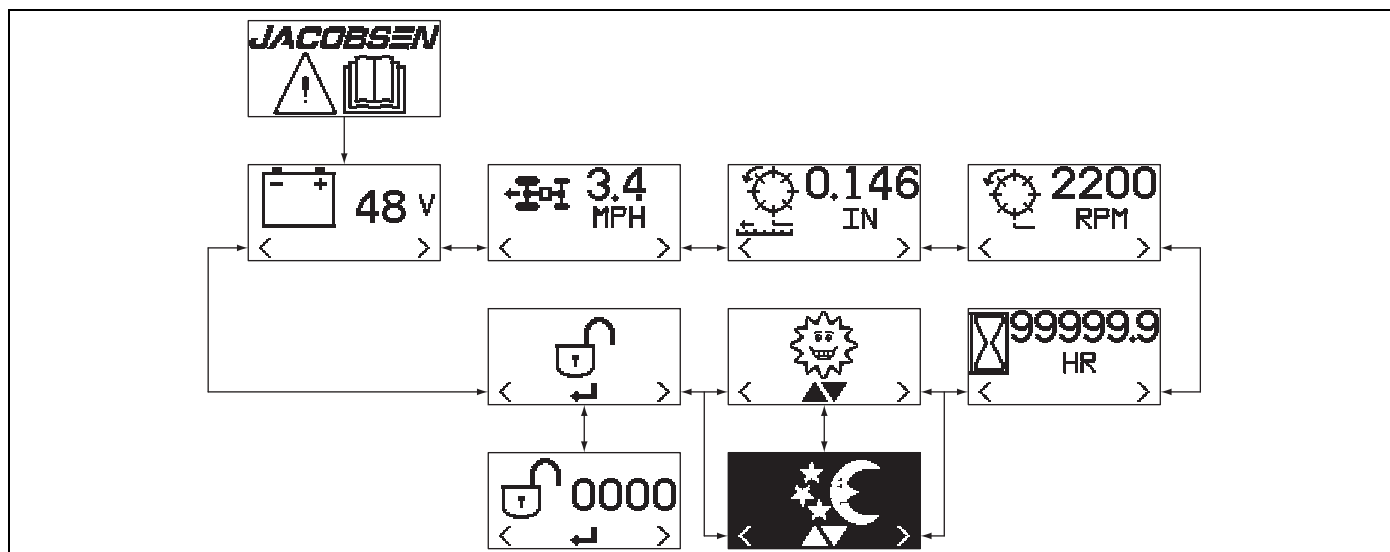 JACOBSEN
!
- +
48 V
< >
3.4
MPH
< >
0.146
IN
< >
2200
RPM
< >
< >
< >
99999.9
HR
< >
0000
< >
< >